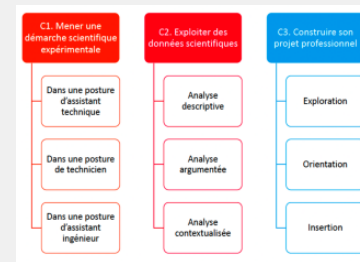 C1. Mener une
démarche scientifique
expérimentale
Dans une posture
d'assistant
technique
Dans une posture
de technicien
Dans une posture
d'assistant
ingénieur
C2. Exploiter des
données scientifiques
Analyse
descriptive
Analyse
argumentée
Analyse
contextualisée
C3. Construire son
projet professionnel
Exploration
Orientation
Insertion